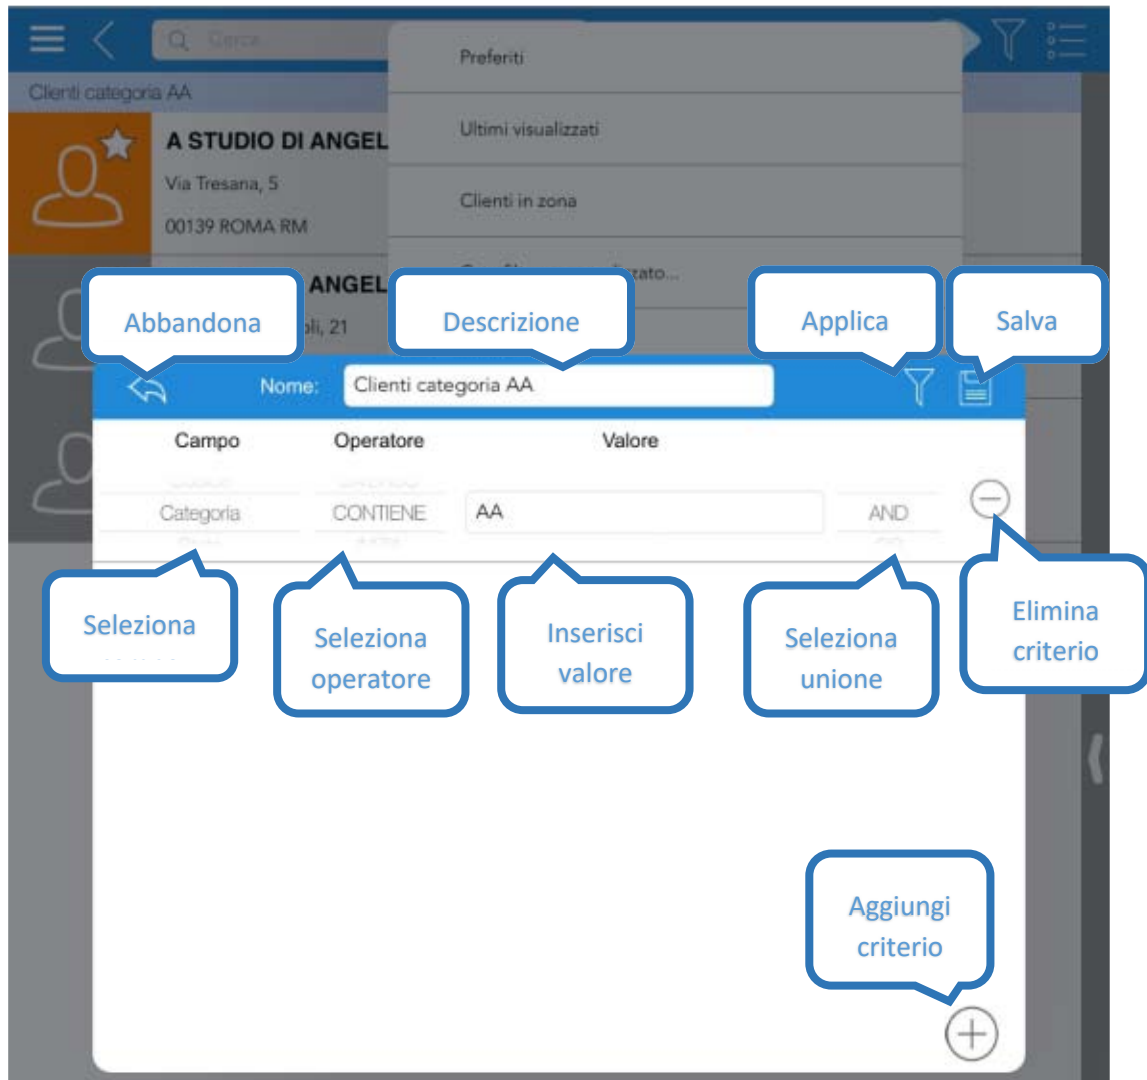 Cerca
Preferiti
Clienti categoria AA
A STUDIO DI ANGEL
Ultimi visualizzati
Via Tresana, 5
Clienti in zona
00139 ROMA RM
ANGEL
Abbandona
Descrizione
Applica
Salva
21
Nome:
Clienti categoria AA
Campo
Operatore
Valore
Categoria
CONTIENE
AA
AND
Seleziona
Seleziona
operatore
Inserisci
valore
Seleziona
unione
Elimina
criterio
Aggiungi
criterio